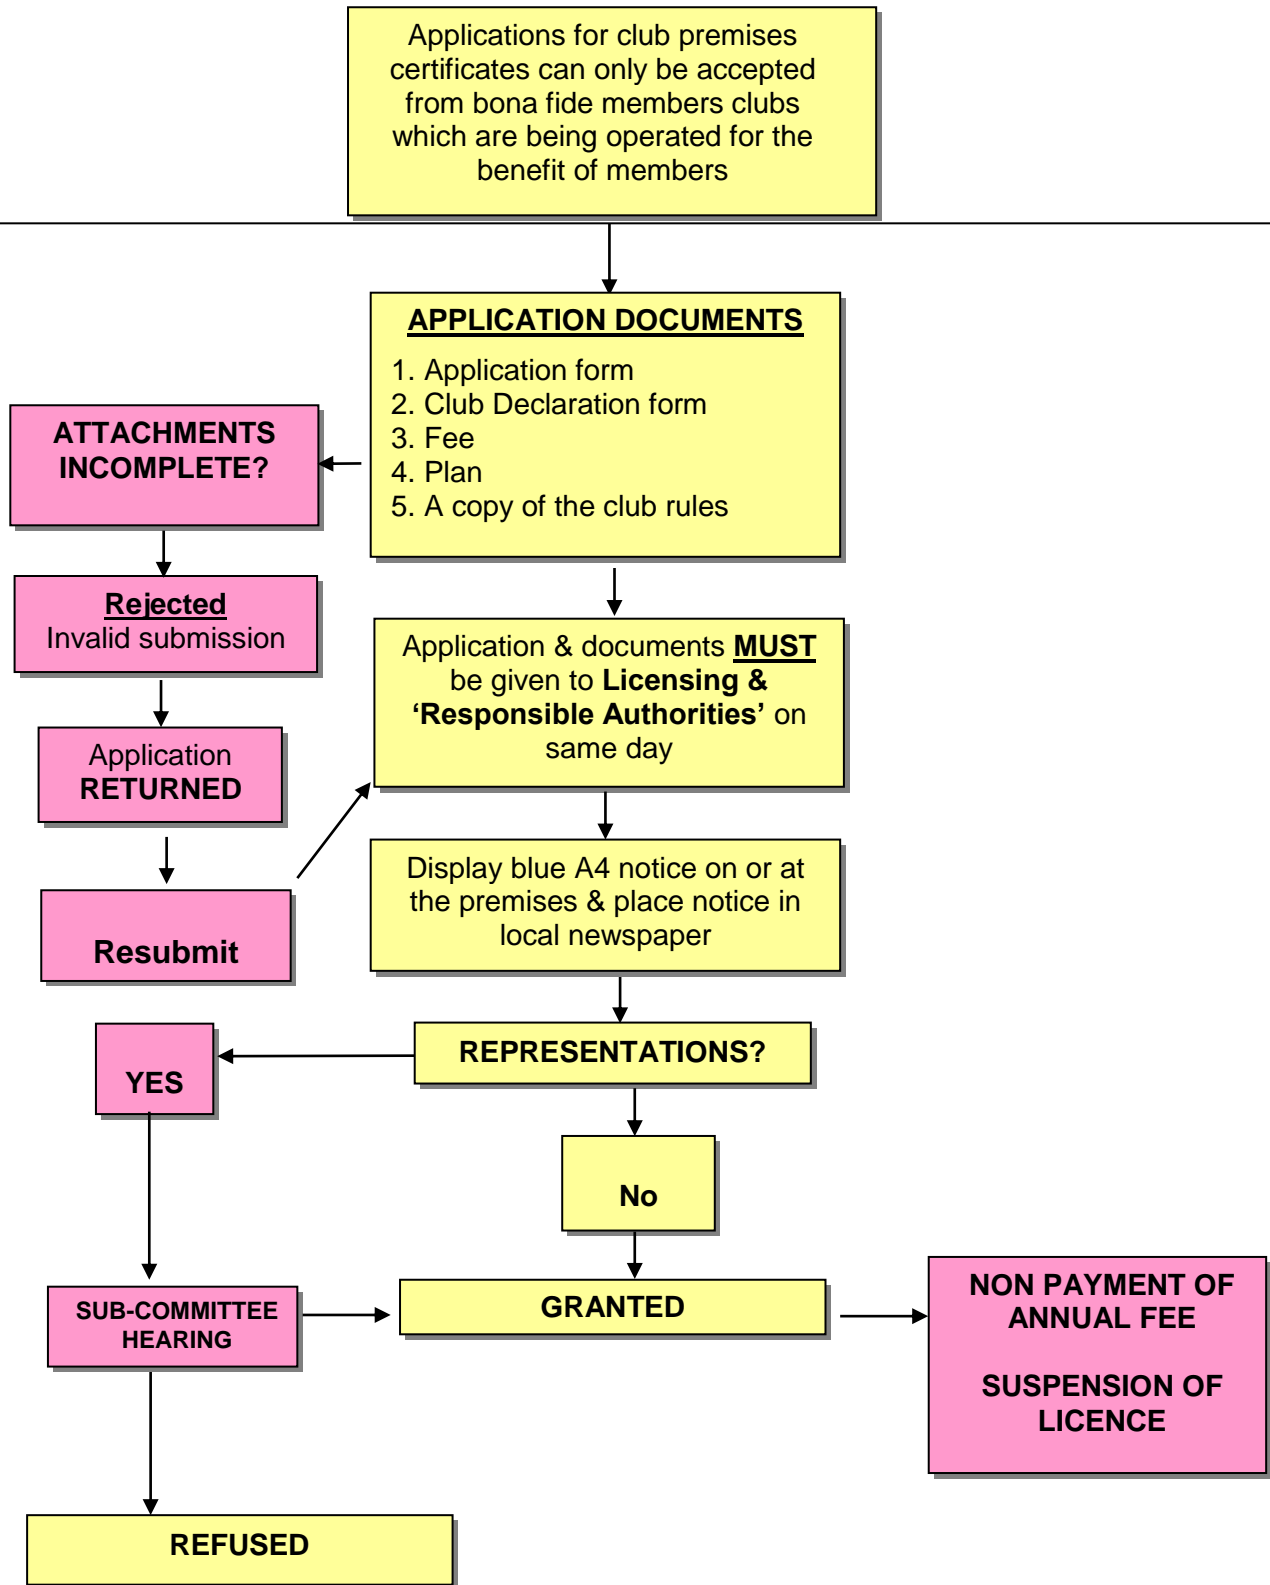 Applications for club premises
certificates can only be accepted
from bona fide members clubs
which are being operated for the
benefit of members
APPLICATION DOCUMENTS
1. Application form
2. Club Declaration form
3. Fee
4. Plan
5. A copy of the club rules
ATTACHMENTS
INCOMPLETE?
Rejected
Invalid submission
Application
RETURNED
Resubmit
Application & documents MUST
be given to Licensing &
‘Responsible Authorities’ on
same day
Display blue A4 notice on or at
the premises & place notice in
local newspaper
REPRESENTATIONS?
YES
No
SUB-COMMITTEE
HEARING
GRANTED
NON PAYMENT OF
ANNUAL FEE
SUSPENSION OF
LICENCE
REFUSED